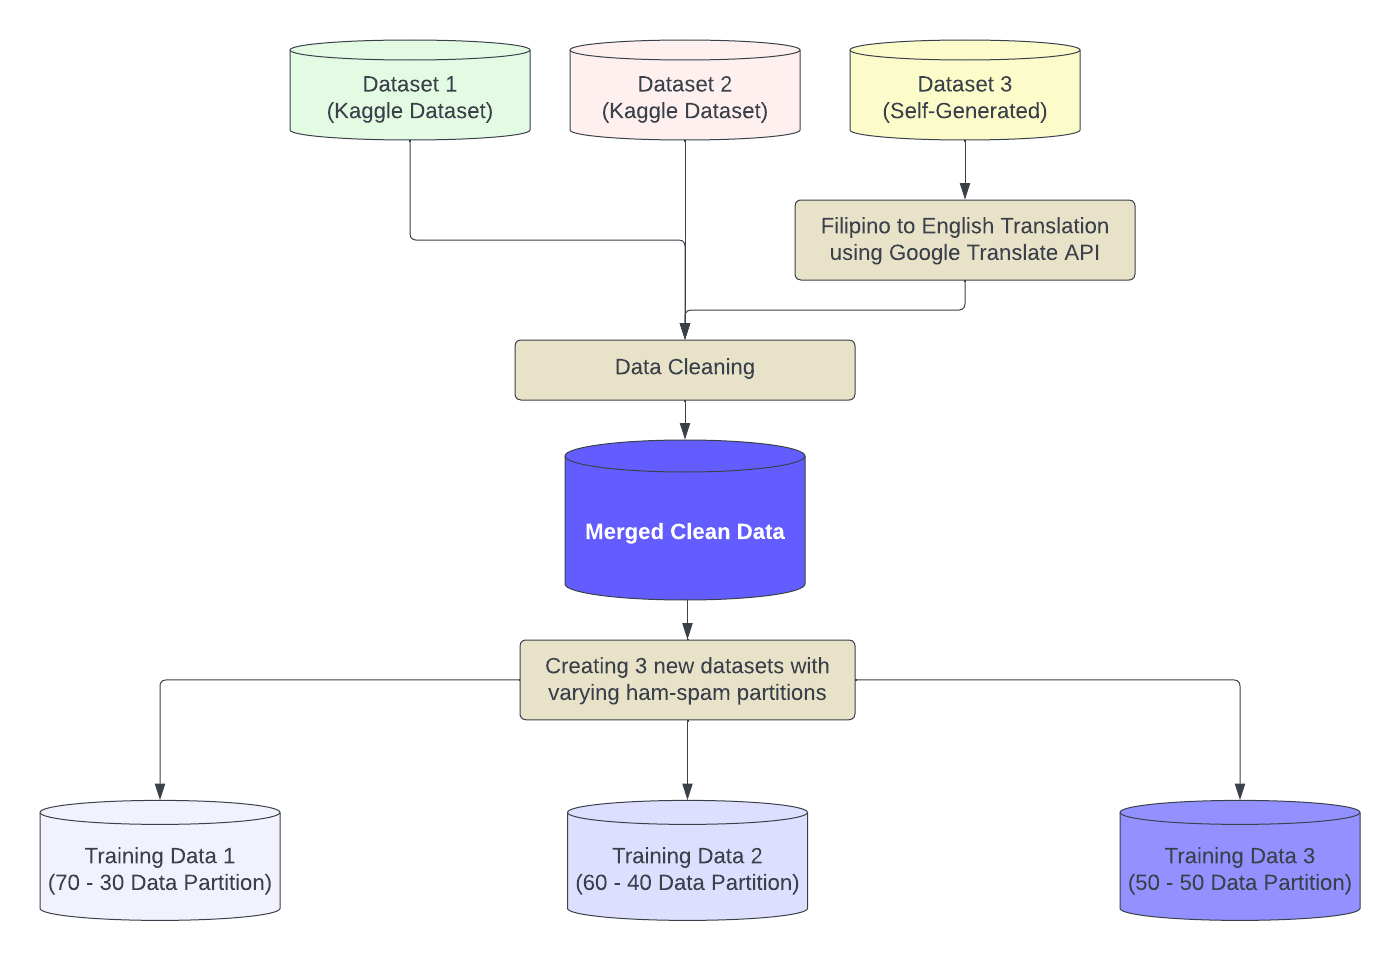 Dataset 1
(Kaggle Dataset)
Dataset 2
(Kaggle Dataset)
Dataset 3
(Self-Generated)
Filipino to English Translation
using Google Translate API
Data Cleaning
Merged Clean Data
Creating 3 new datasets with
varying ham-spam partitions
Training Data 1
(70 - 30 Data Partition)
Training Data 2
(60 - 40 Data Partition)
Training Data 3
(50 - 50 Data Partition)